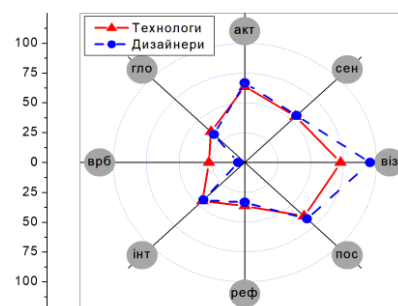 Технологи
Дизайнери
акт
сен
віз
пос
реф
інт
врб
гло
100
75
50
25
0
25
50
75
100